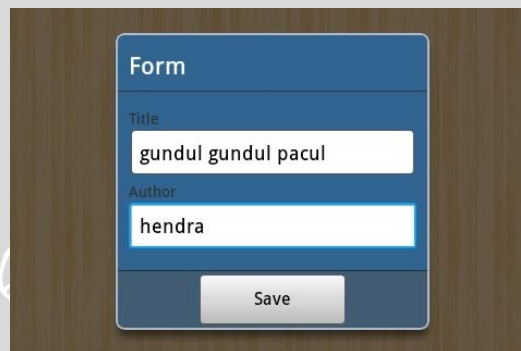 Form
Title
gundul gundul pacul
Author
hendra
Save